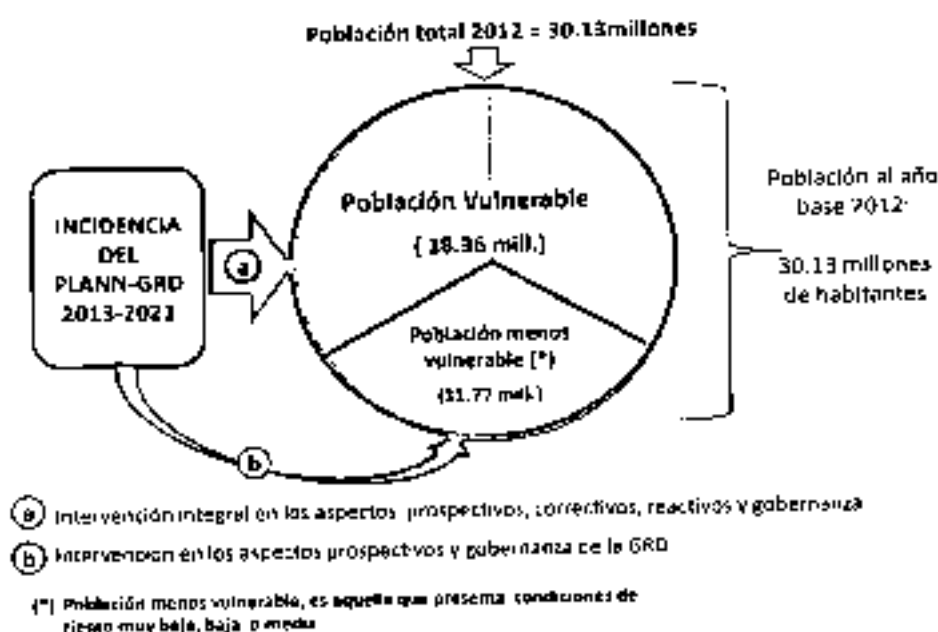 Población total 2012 = 30.13millones
INCIDENCIA
DEL
PLANN-GRD
2013-2021
a
Población Vulnerable
( 18.36 mill.)
Población menos
vulnerable (*)
(11.77 mill.)
Población al año
base 2012:
30.13 millones
de habitantes
b
a Intervención integral en los aspectos prospectivos, correctivos, reactivos y gobernanza
b Intervención en los aspectos prospectivos y gobernanza de la GRD
(*) Población menos vulnerable, es aquella que presenta condiciones de
riesgo muy bajo, baja o media